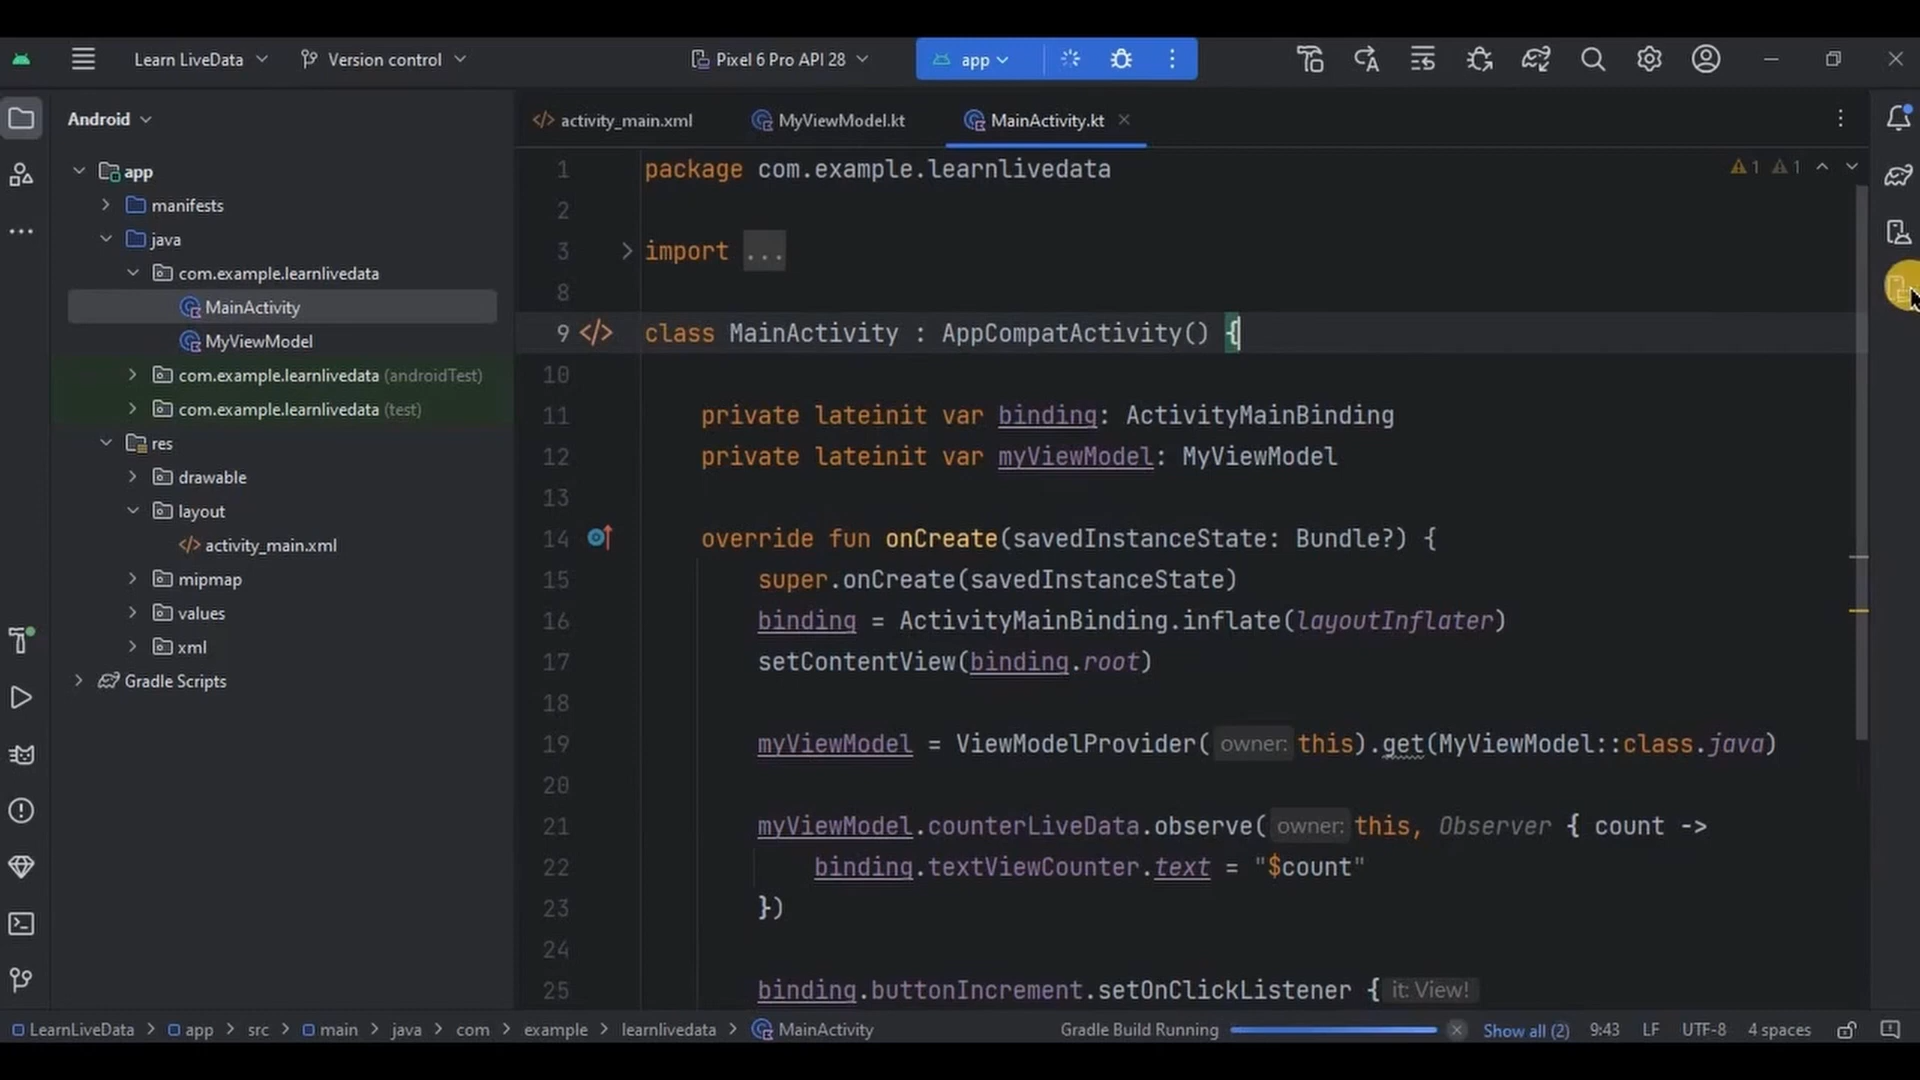 Learn LiveData
Version control
Pixel 6 Pro API 28
app
Android
activity_main.xml
MyViewModel.kt
MainActivity.kt
app
manifests
java
com.example.learnlivedata
MainActivity
MyViewModel
com.example.learnlivedata (androidTest)
com.example.learnlivedata (test)
res
drawable
layout
activity_main.xml
mipmap
values
xml
Gradle Scripts
1 1
1 package com.example.learnlivedata
2
3 import ...
8
9 class MainActivity : AppCompatActivity() {
10
11 private lateinit var binding: ActivityMainBinding
12 private lateinit var myViewModel: MyViewModel
13
14 override fun onCreate(savedInstanceState: Bundle?) {
15 super.onCreate(savedInstanceState)
16 binding = ActivityMainBinding.inflate(layoutInflater)
17 setContentView(binding.root)
18
19 myViewModel = ViewModelProvider( owner: this).get(MyViewModel::class.java)
20
21 myViewModel.counterLiveData.observe( owner: this, Observer { count ->
22 binding.textViewCounter.text = "$count"
23 })
24
25 binding.buttonIncrement.setOnClickListener { it: View!
LearnLiveData > app > src > main > java > com > example > learnlivedata > MainActivity
Gradle Build Running
Show all (2)
9:43
LF
UTF-8
4 spaces